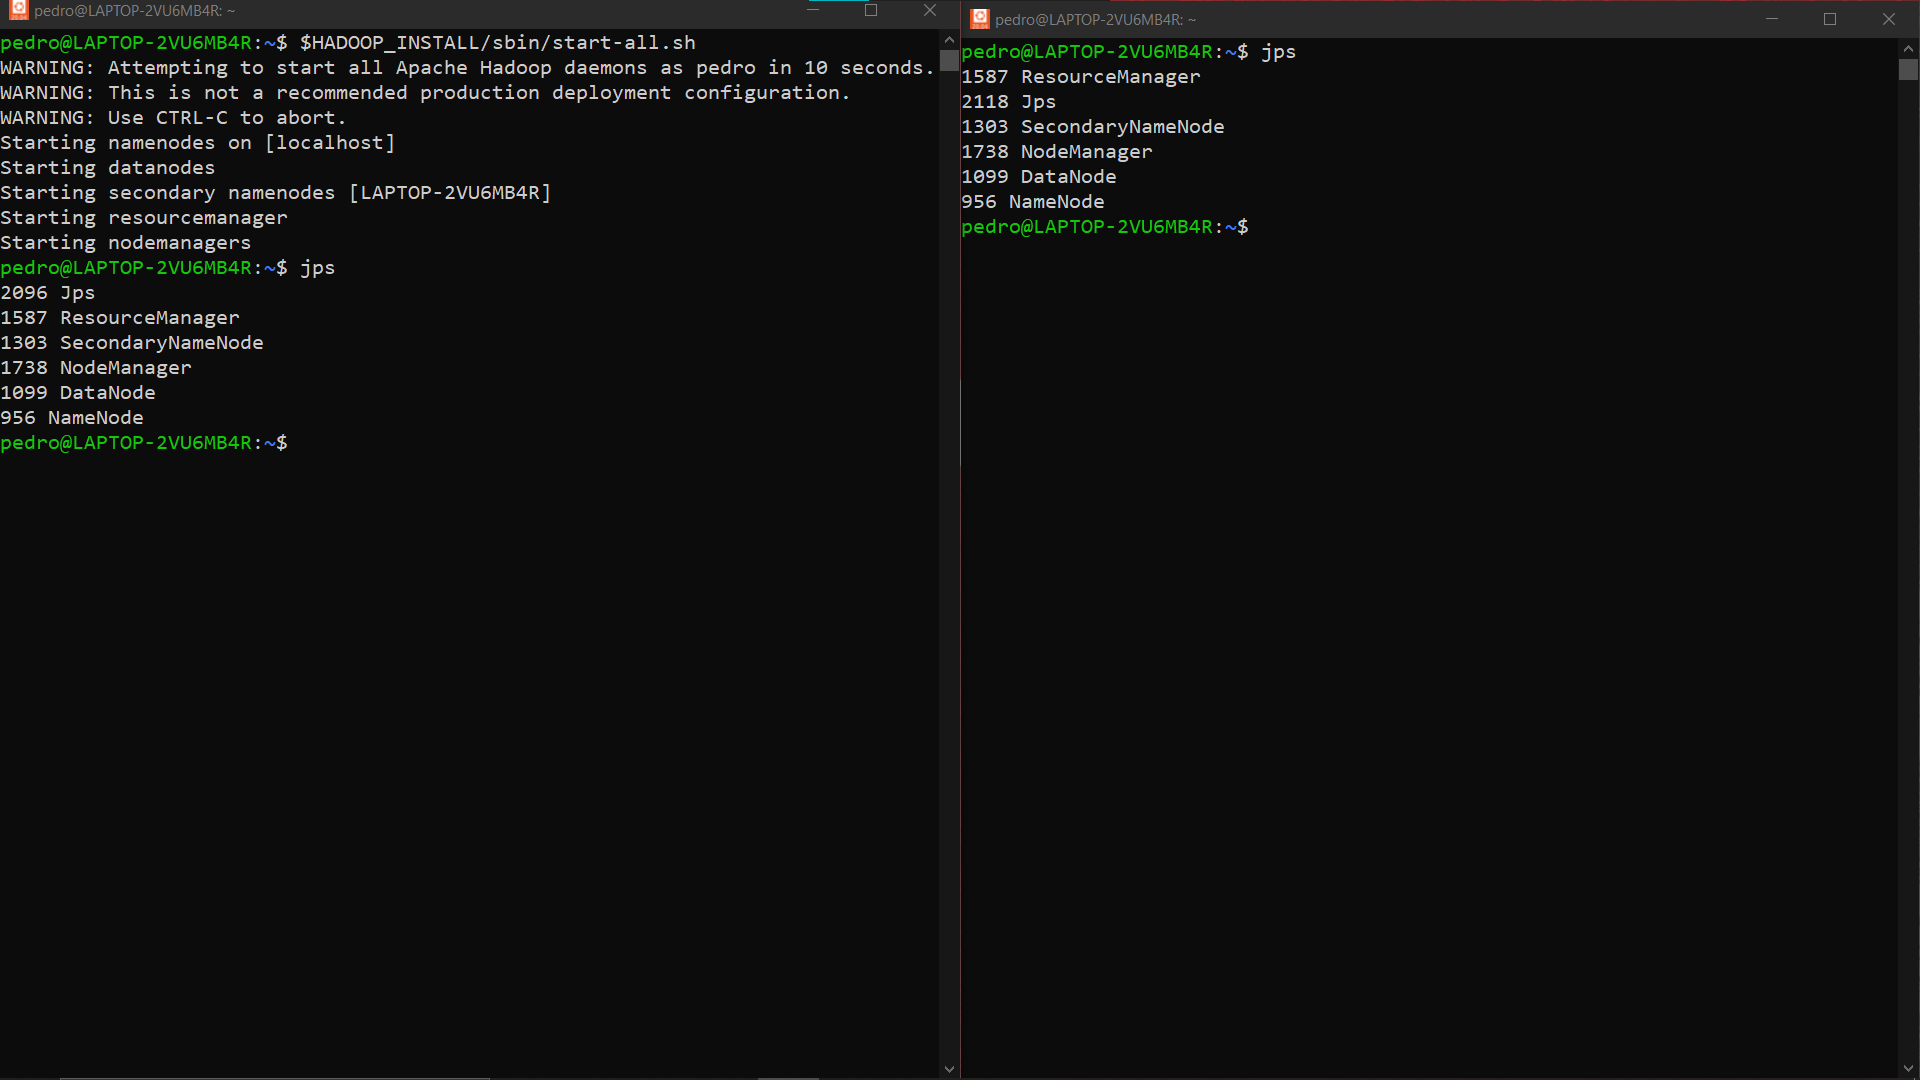 pedro@LAPTOP-2VU6MB4R: ~
pedro@LAPTOP-2VU6MB4R:~$ $HADOOP_INSTALL/sbin/start-all.sh
WARNING: Attempting to start all Apache Hadoop daemons as pedro in 10 seconds.
WARNING: This is not a recommended production deployment configuration.
WARNING: Use CTRL-C to abort.
Starting namenodes on [localhost]
Starting datanodes
Starting secondary namenodes [LAPTOP-2VU6MB4R]
Starting resourcemanager
Starting nodemanagers
pedro@LAPTOP-2VU6MB4R:~$ jps
2096 Jps
1587 ResourceManager
1303 SecondaryNameNode
1738 NodeManager
1099 DataNode
956 NameNode
pedro@LAPTOP-2VU6MB4R:~$
pedro@LAPTOP-2VU6MB4R: ~
pedro@LAPTOP-2VU6MB4R:~$ jps
1587 ResourceManager
2118 Jps
1303 SecondaryNameNode
1738 NodeManager
1099 DataNode
956 NameNode
pedro@LAPTOP-2VU6MB4R:~$